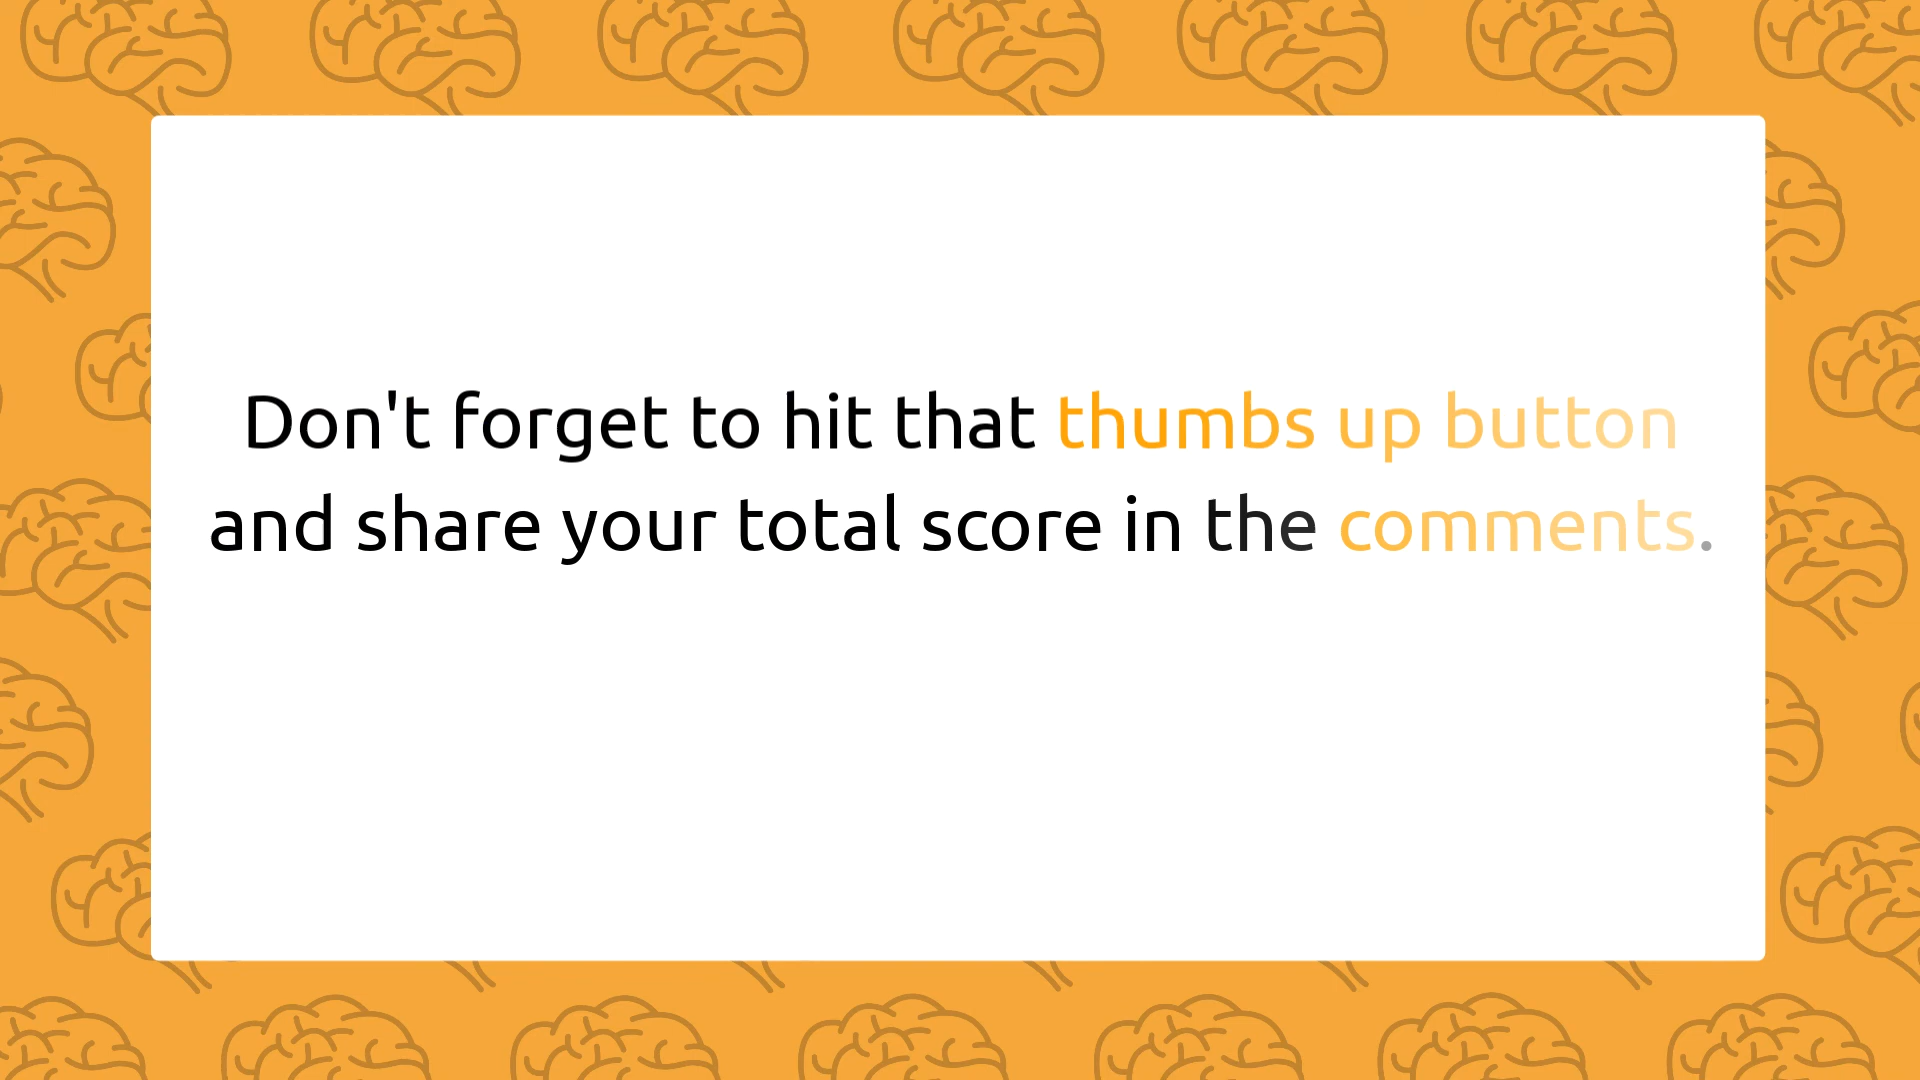 Don't forget to hit that thumbs up button
and share your total score in the comments.